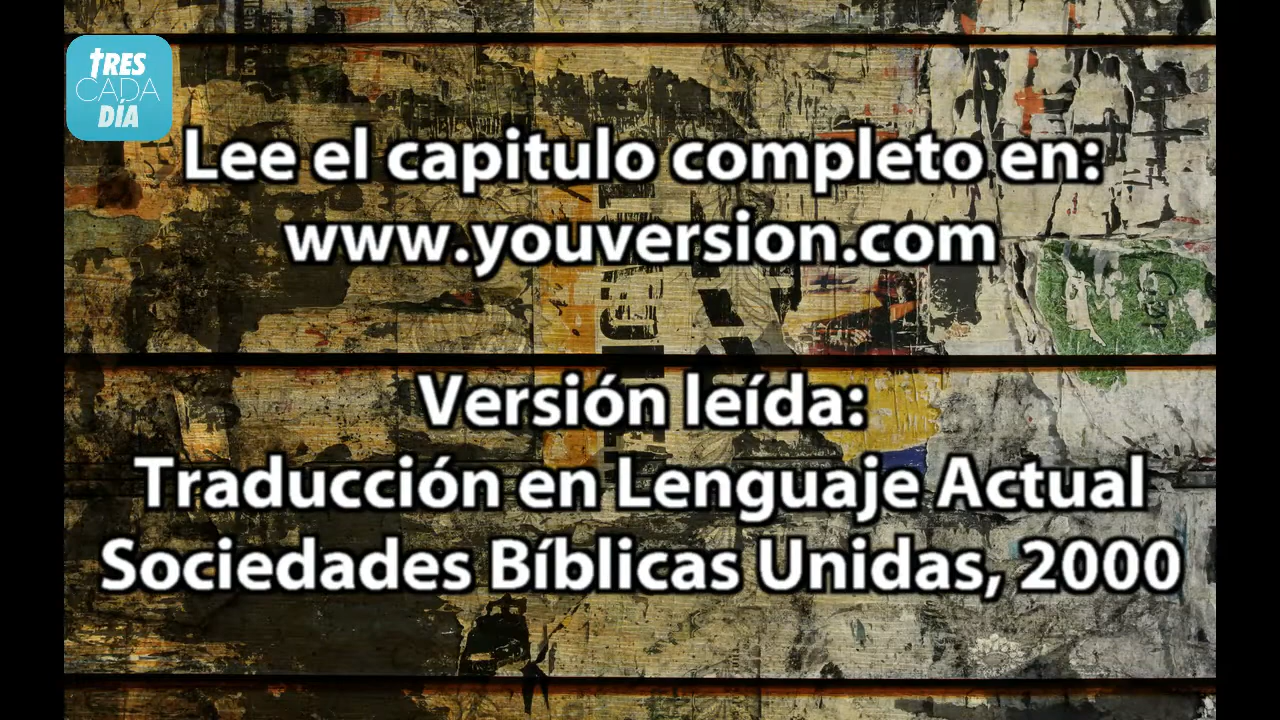 tRES
CADA
DÍA
Lee el capitulo completo en:
www.youversion.com
Versión leída:
Traducción en Lenguaje Actual
Sociedades Bíblicas Unidas, 2000